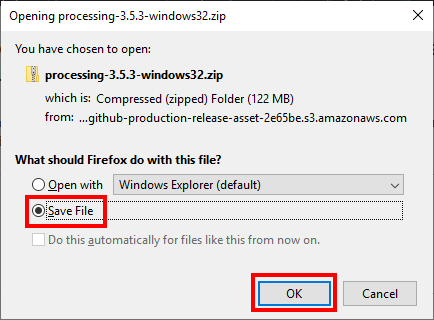 Opening processing-3.5.3-windows32.zip
You have chosen to open:
processing-3.5.3-windows32.zip
which is: Compressed (zipped) Folder (122 MB)
from: ...github-production-release-asset-2e65be.s3.amazonaws.com
What should Firefox do with this file?
Open with Windows Explorer (default)
Save File
Do this automatically for files like this from now on.
OK Cancel